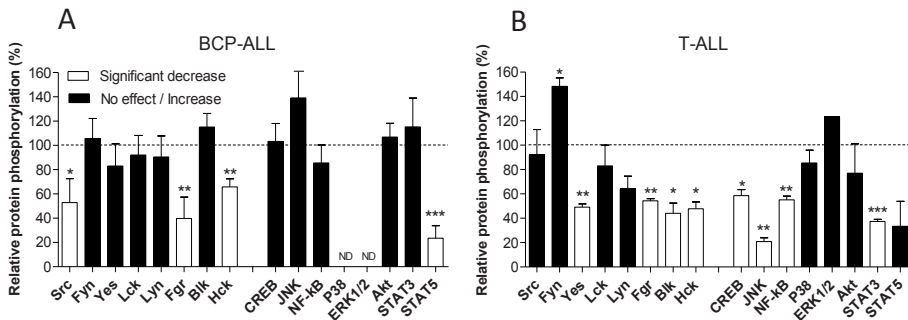 A
BCP-ALL
Relative protein phosphorylation (%)
160
140
120
100
80
60
40
20
0
Significant decrease
No effect / Increase
*
**
**
ND
ND
***
Src
Fyn
Yes
Lck
Lyn
Fgr
Blk
Hck
CREB
JNK
NF-kB
P38
ERK1/2
Akt
STAT3
STAT5
B
T-ALL
Relative protein phosphorylation (%)
160
140
120
100
80
60
40
20
0
*
**
**
*
*
*
**
**
***
Src
Fyn
Yes
Lck
Lyn
Fgr
Blk
Hck
CREB
JNK
NF-kB
P38
ERK1/2
Akt
STAT3
STAT5